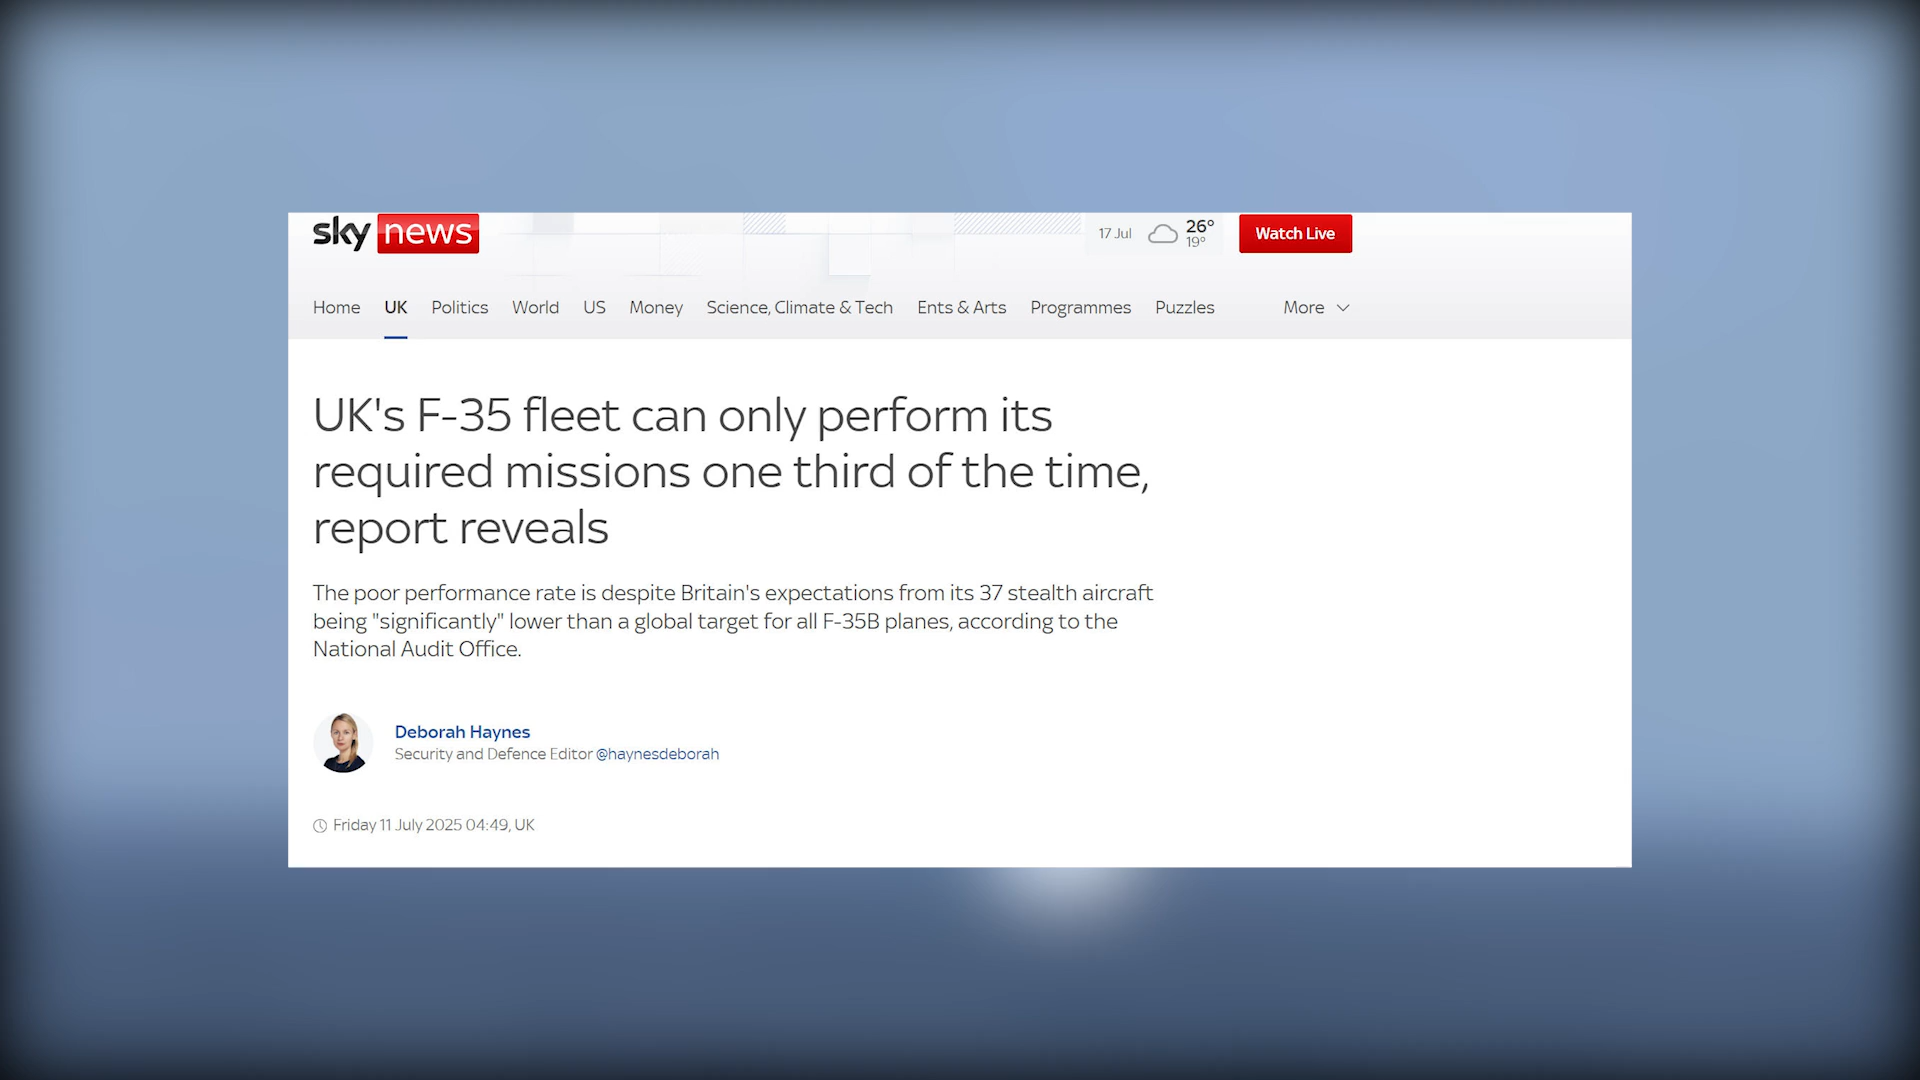 sky news
17 Jul
26°
19°
Watch Live
Home UK Politics World US Money Science, Climate & Tech Ents & Arts Programmes Puzzles More
UK's F-35 fleet can only perform its
required missions one third of the time,
report reveals
The poor performance rate is despite Britain's expectations from its 37 stealth aircraft
being "significantly" lower than a global target for all F-35B planes, according to the
National Audit Office.
Deborah Haynes
Security and Defence Editor @haynesdeborah
Friday 11 July 2025 04:49, UK